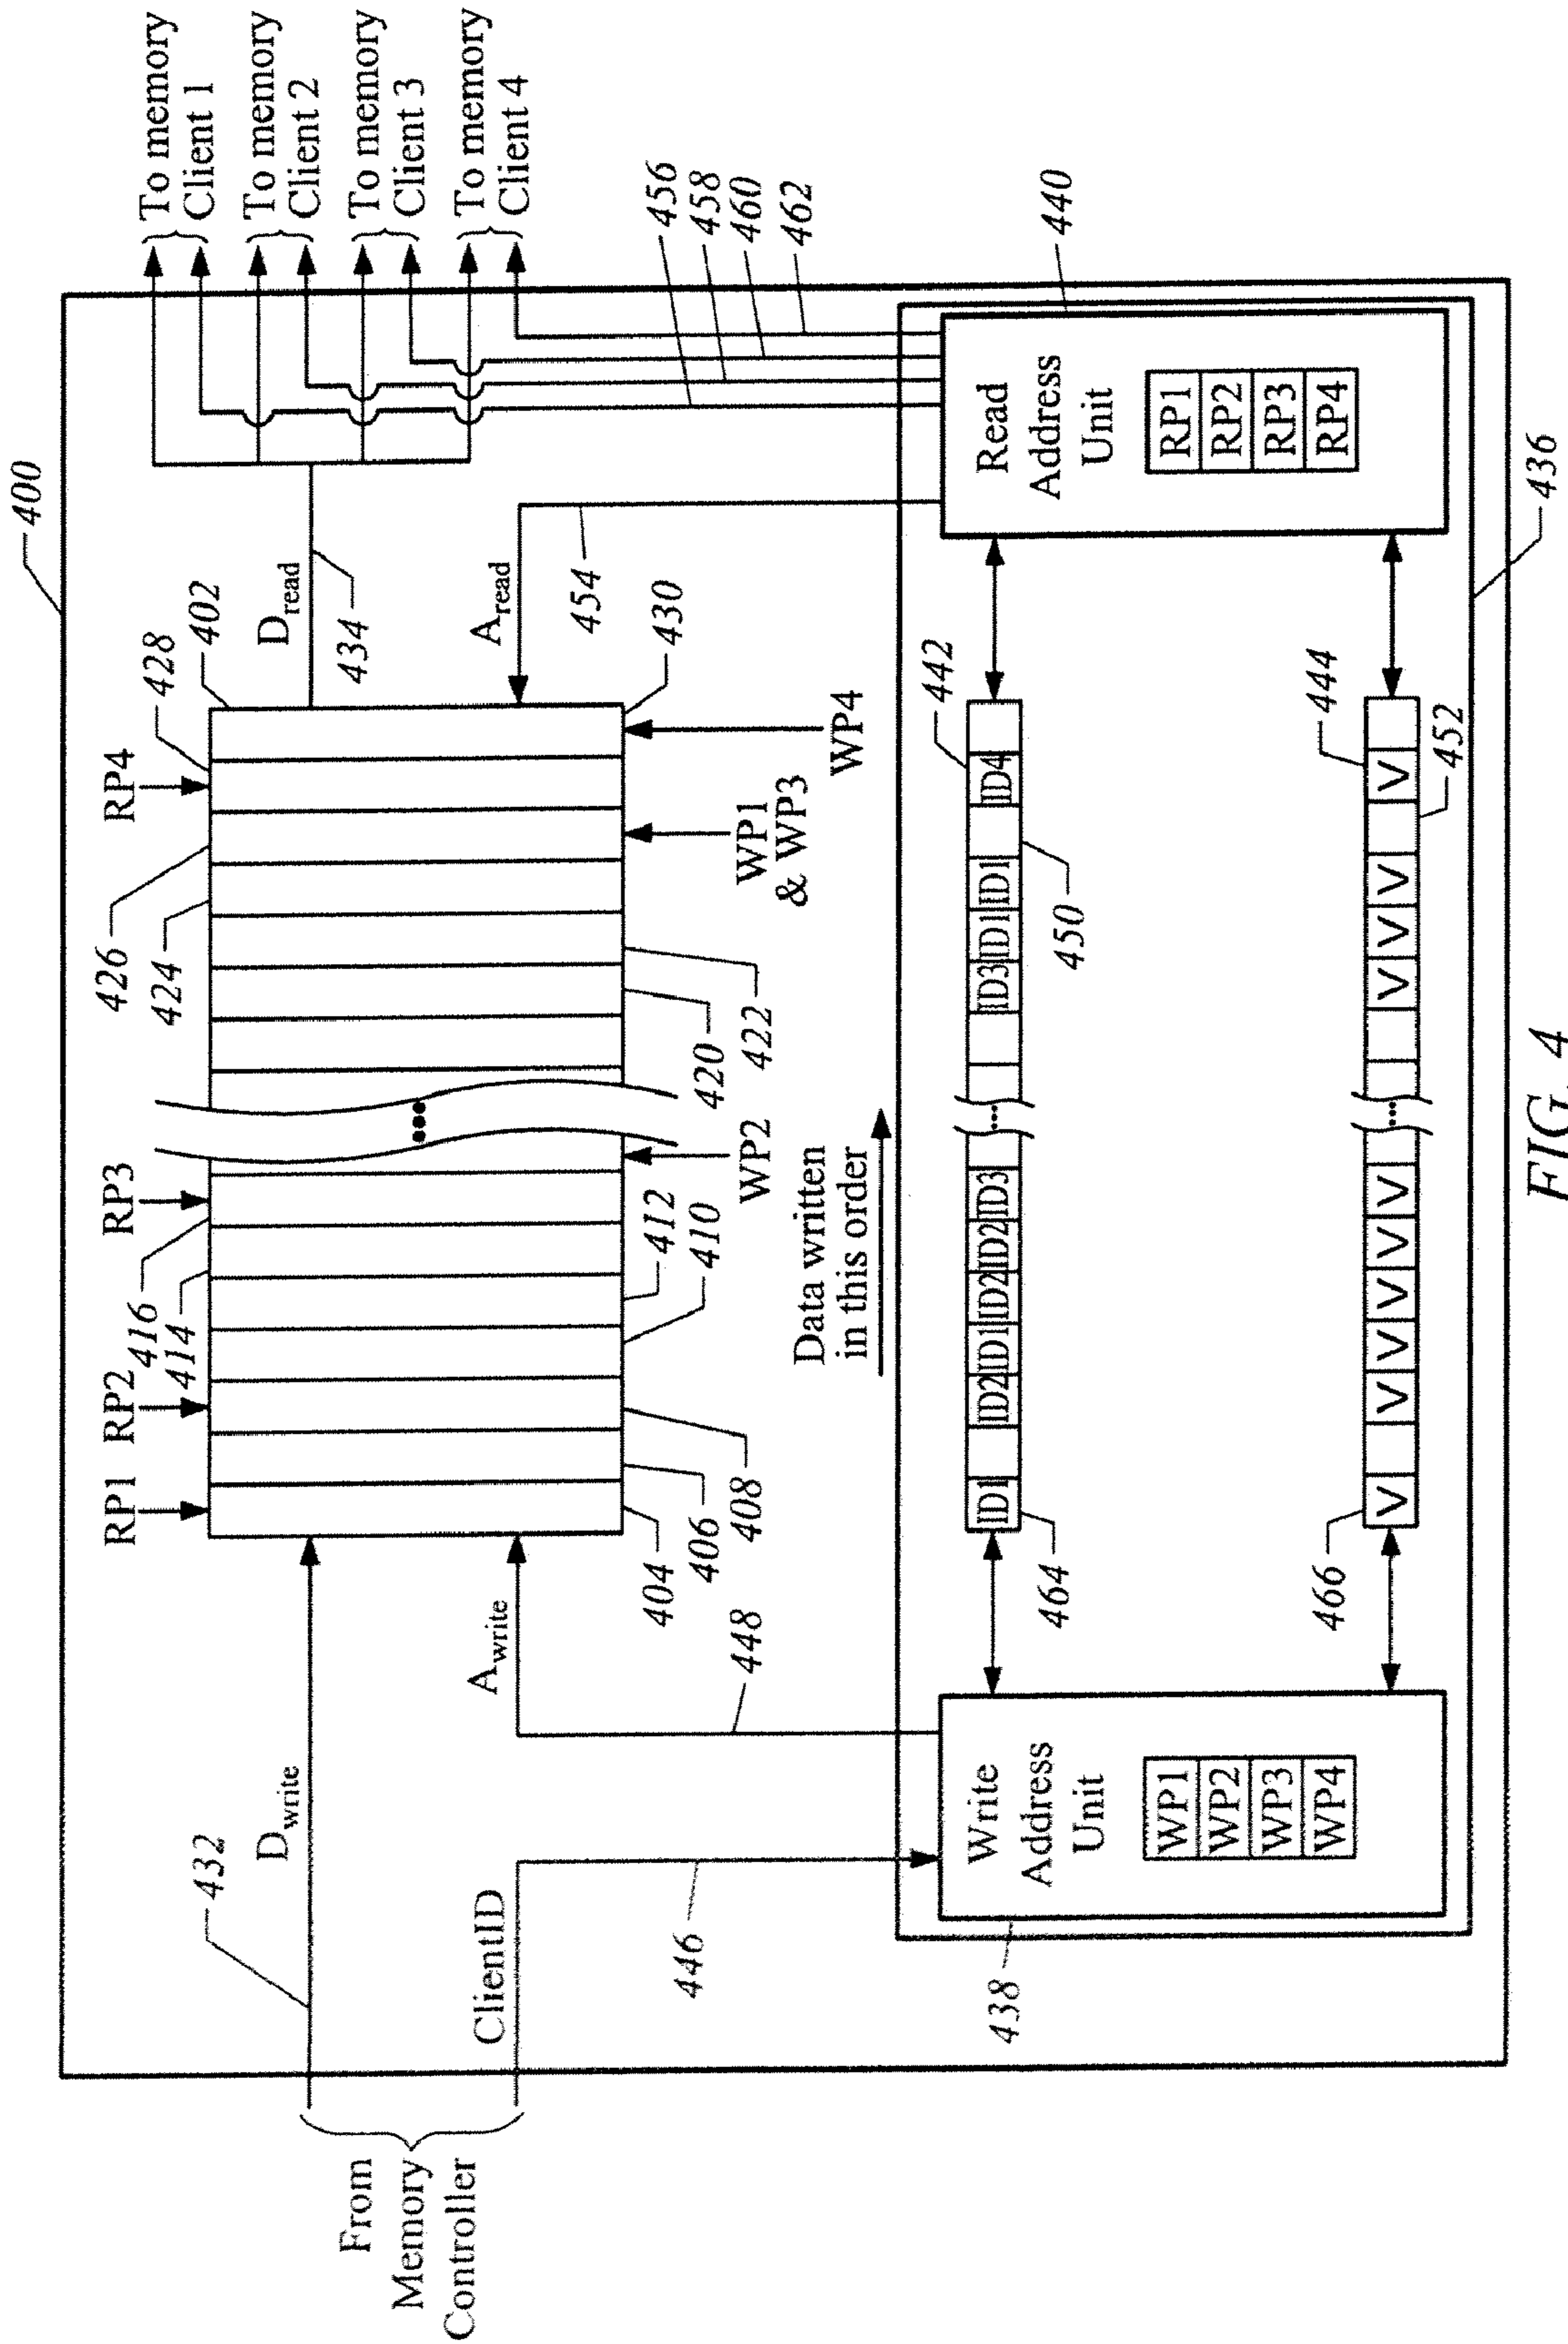 400
To memory
Client 1
To memory
Client 2
To memory
Client 3
To memory
Client 4
RP1
RP2
RP3
RP4
416
414
426
424
428
402
432
D write
D read
434
From
Memory
Controller
ClientID
A write
A read
404
406
408
410
412
420
422
430
454
446
448
WP2
WP1
& WP3
WP4
456
458
460
462
440
Data written
in this order
438
Write
Address
Unit
WP1
WP2
WP3
WP4
464
ID1
ID2
ID1
ID2
ID2
ID3
ID3
ID1
ID1
ID4
442
450
466
V
V
V
V
V
V
V
V
V
V
444
452
Read
Address
Unit
RP1
RP2
RP3
RP4
436
FIG. 4